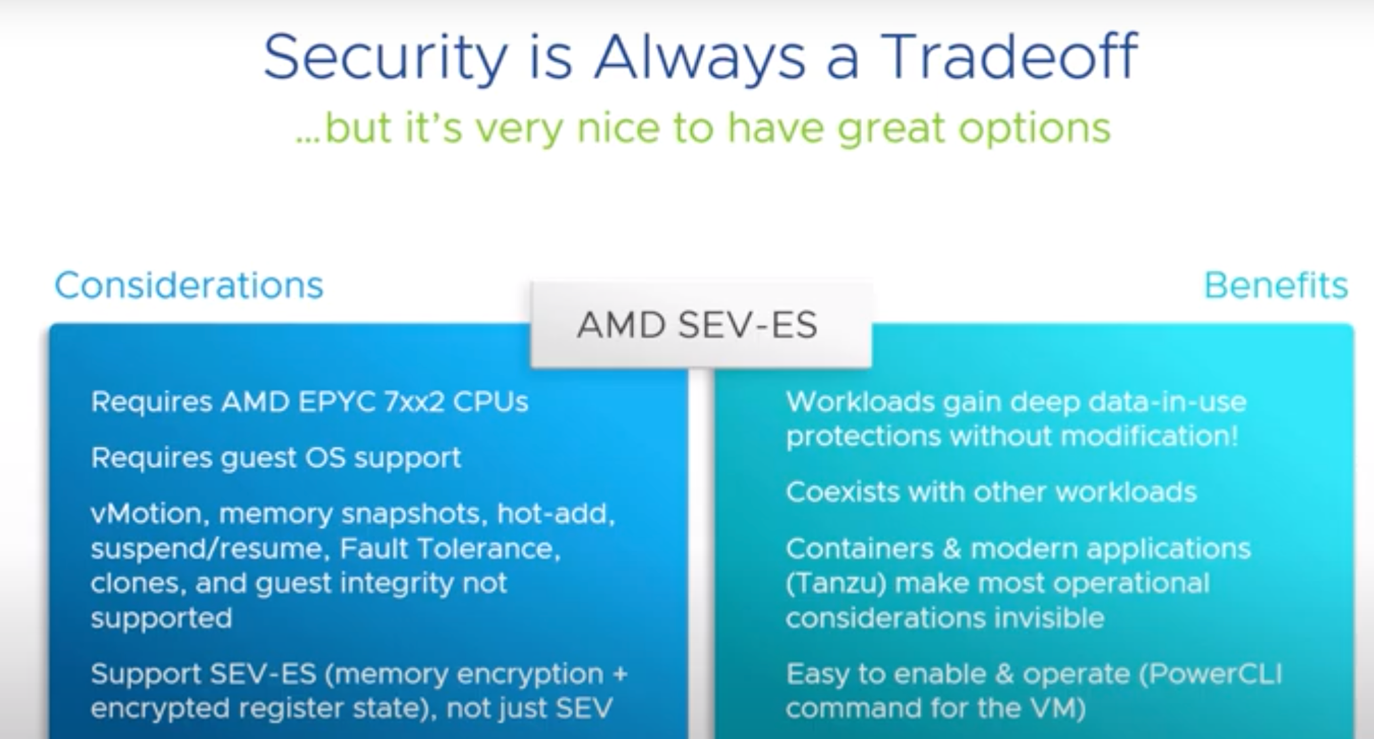 Security is Always a Tradeoff
...but it's very nice to have great options
Considerations
Benefits
AMD SEV-ES
Requires AMD EPYC 7xx2 CPUs
Requires guest OS support
vMotion, memory snapshots, hot-add,
suspend/resume, Fault Tolerance,
clones, and guest integrity not
supported
Support SEV-ES (memory encryption +
encrypted register state), not just SEV
Workloads gain deep data-in-use
protections without modification!
Coexists with other workloads
Containers & modern applications
(Tanzu) make most operational
considerations invisible
Easy to enable & operate (PowerCLI
command for the VM)